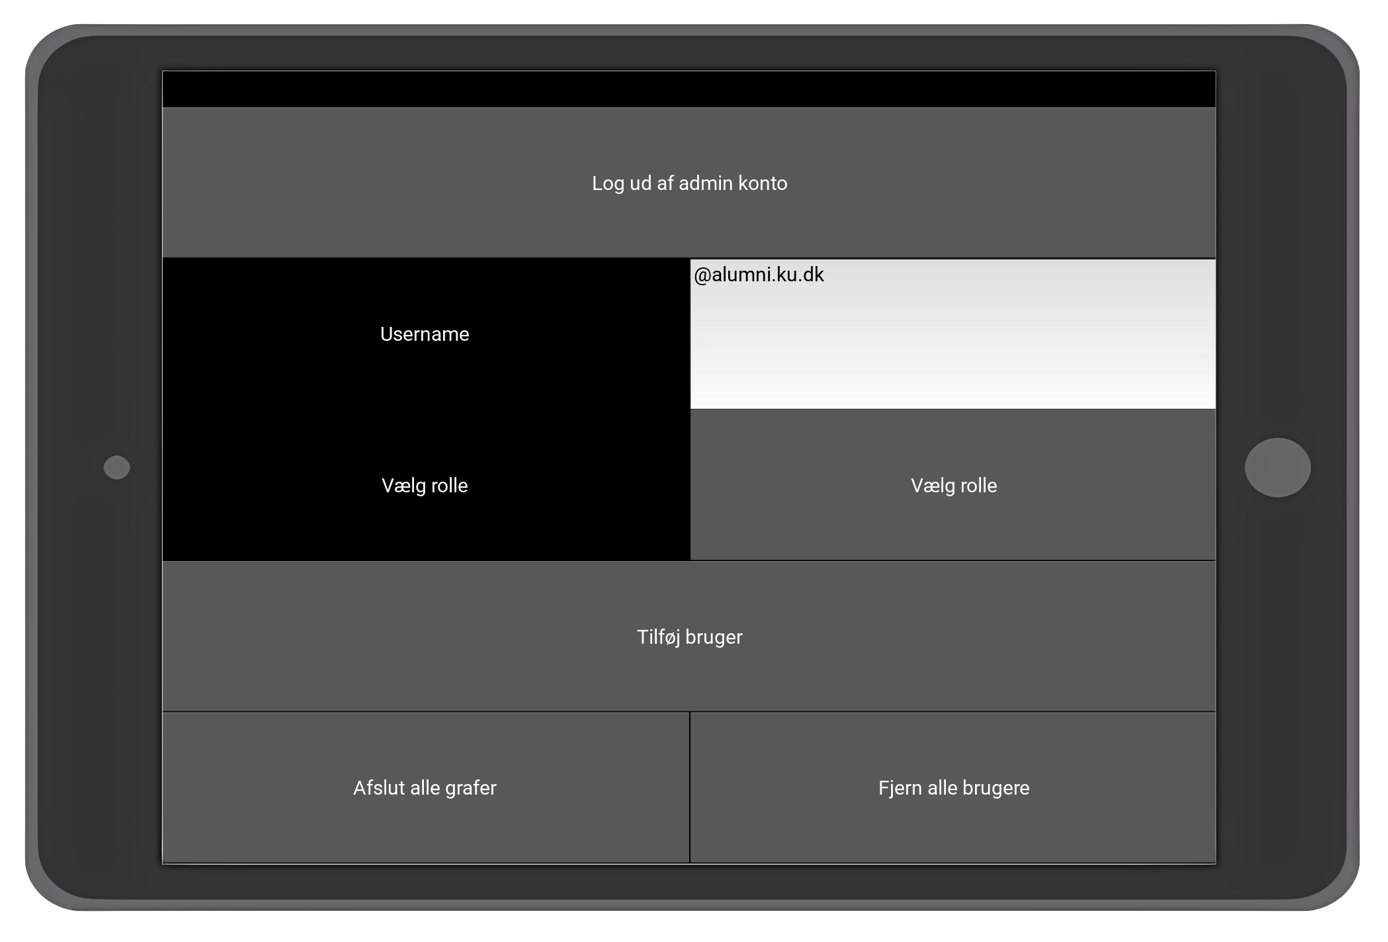 Log ud af admin konto
Username
@alumni.ku.dk
Vælg rolle
Vælg rolle
Tilføj bruger
Afslut alle grafer
Fjern alle brugere